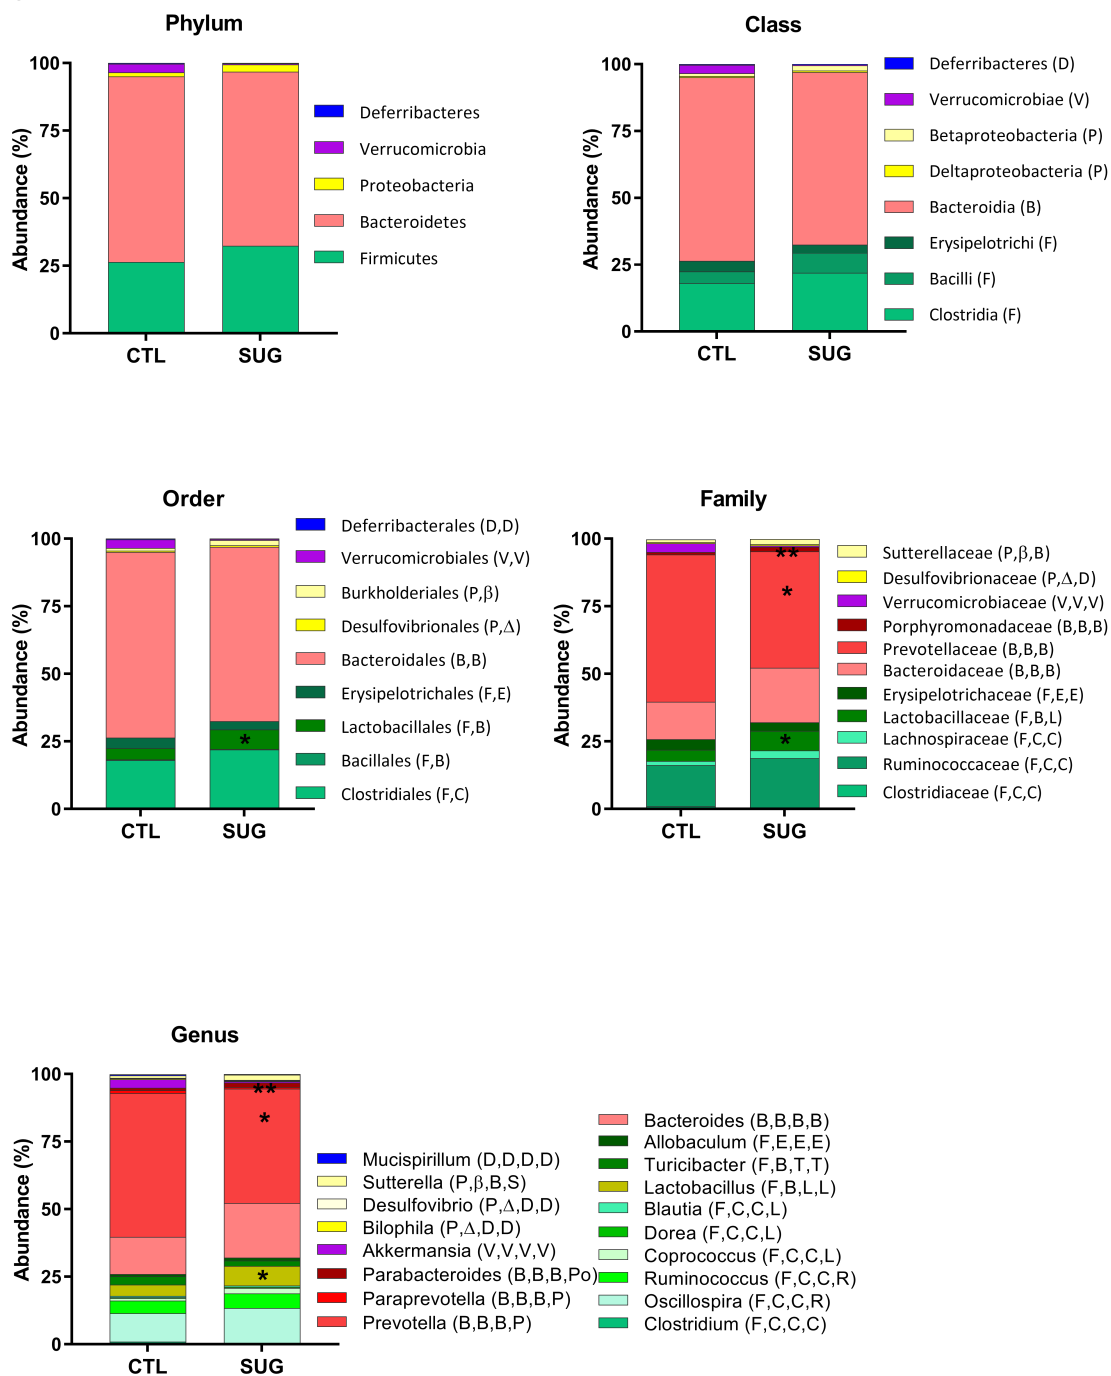 Phylum
Abundance (%)
100
75
50
25
0
CTL
SUG
Deferribacteres
Verrucomicrobia
Proteobacteria
Bacteroidetes
Firmicutes
Class
Abundance (%)
100
75
50
25
0
CTL
SUG
Deferribacteres (D)
Verrucomicrobiae (V)
Betaproteobacteria (P)
Deltaproteobacteria (P)
Bacteroidia (B)
Erysipelotrichi (F)
Bacilli (F)
Clostridia (F)
Order
Abundance (%)
100
75
50
25
0
*
CTL
SUG
Deferribacterales (D,D)
Verrucomicrobiales (V,V)
Burkholderiales (P,β)
Desulfovibrionales (P,Δ)
Bacteroidales (B,B)
Erysipelotrichales (F,E)
Lactobacillales (F,B)
Bacillales (F,B)
Clostridiales (F,C)
Family
Abundance (%)
100
75
50
25
0
**
*
*
CTL
SUG
Sutterellaceae (P,β,B)
Desulfovibrionaceae (P,Δ,D)
Verrucomicrobiaceae (V,V,V)
Porphyromonadaceae (B,B,B)
Prevotellaceae (B,B,B)
Bacteroidaceae (B,B,B)
Erysipelotrichaceae (F,E,E)
Lactobacillaceae (F,B,L)
Lachnospiraceae (F,C,C)
Ruminococcaceae (F,C,C)
Clostridiaceae (F,C,C)
Genus
Abundance (%)
100
75
50
25
0
**
*
*
CTL
SUG
Mucispirillum (D,D,D,D)
Sutterella (P,β,B,S)
Desulfovibrio (P,Δ,D,D)
Bilophila (P,Δ,D,D)
Akkermansia (V,V,V,V)
Parabacteroides (B,B,B,Po)
Paraprevotella (B,B,B,P)
Prevotella (B,B,B,P)
Bacteroides (B,B,B,B)
Allobaculum (F,E,E,E)
Turicibacter (F,B,T,T)
Lactobacillus (F,B,L,L)
Blautia (F,C,C,L)
Dorea (F,C,C,L)
Coprococcus (F,C,C,L)
Ruminococcus (F,C,C,R)
Oscillospira (F,C,C,R)
Clostridium (F,C,C,C)